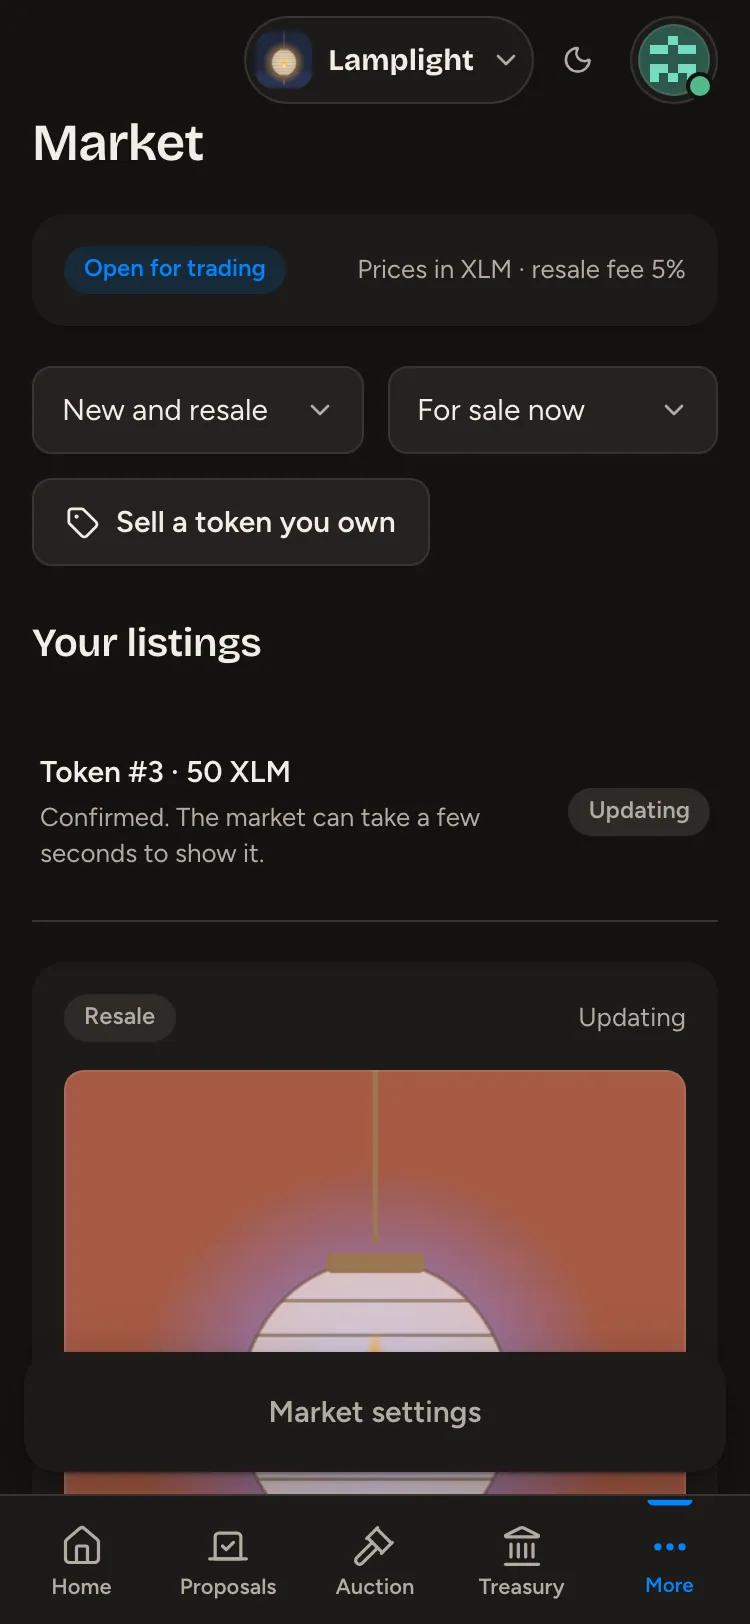 Lamplight
Market
Open for trading
Prices in XLM · resale fee 5%
New and resale
For sale now
Sell a token you own
Your listings
Token #3 · 50 XLM
Confirmed. The market can take a few
seconds to show it.
Updating
Resale
Updating
Market settings
Home
Proposals
Auction
Treasury
More